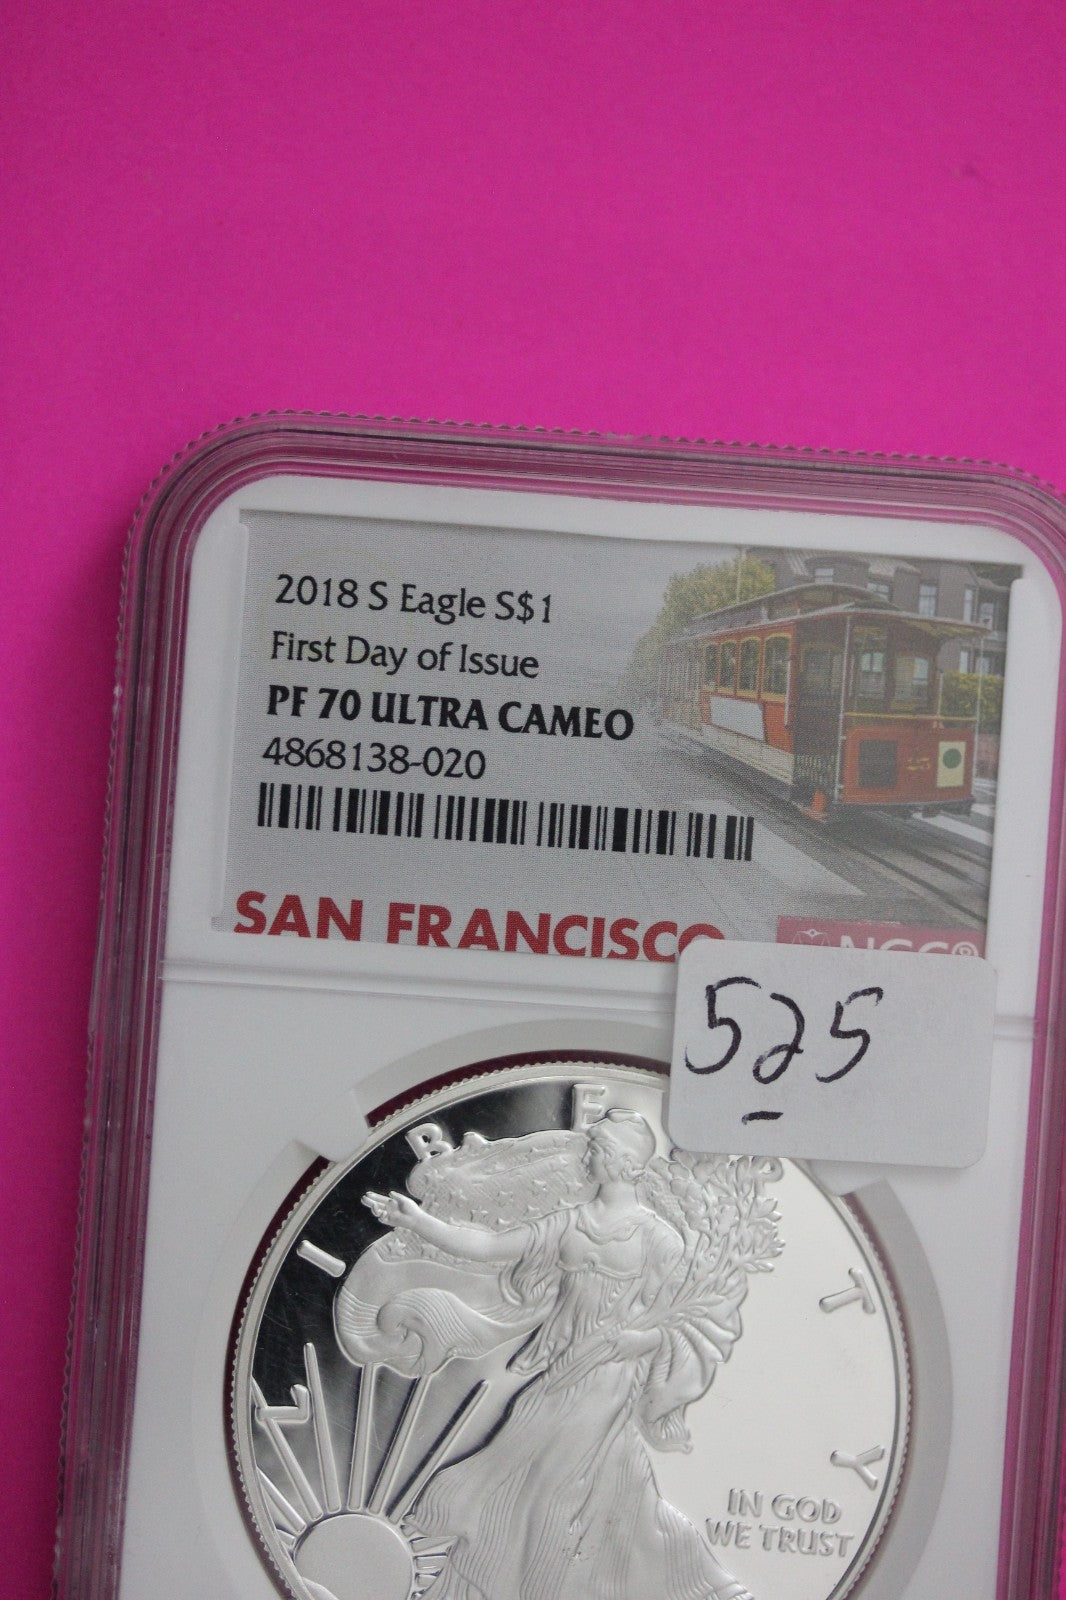 2018 S Eagle S$1
First Day of Issue
PF 70 ULTRA CAMEO
4868138-020
SAN FRANCISCO
NGC®
525
LIBERTY
IN GOD
WE TRUST